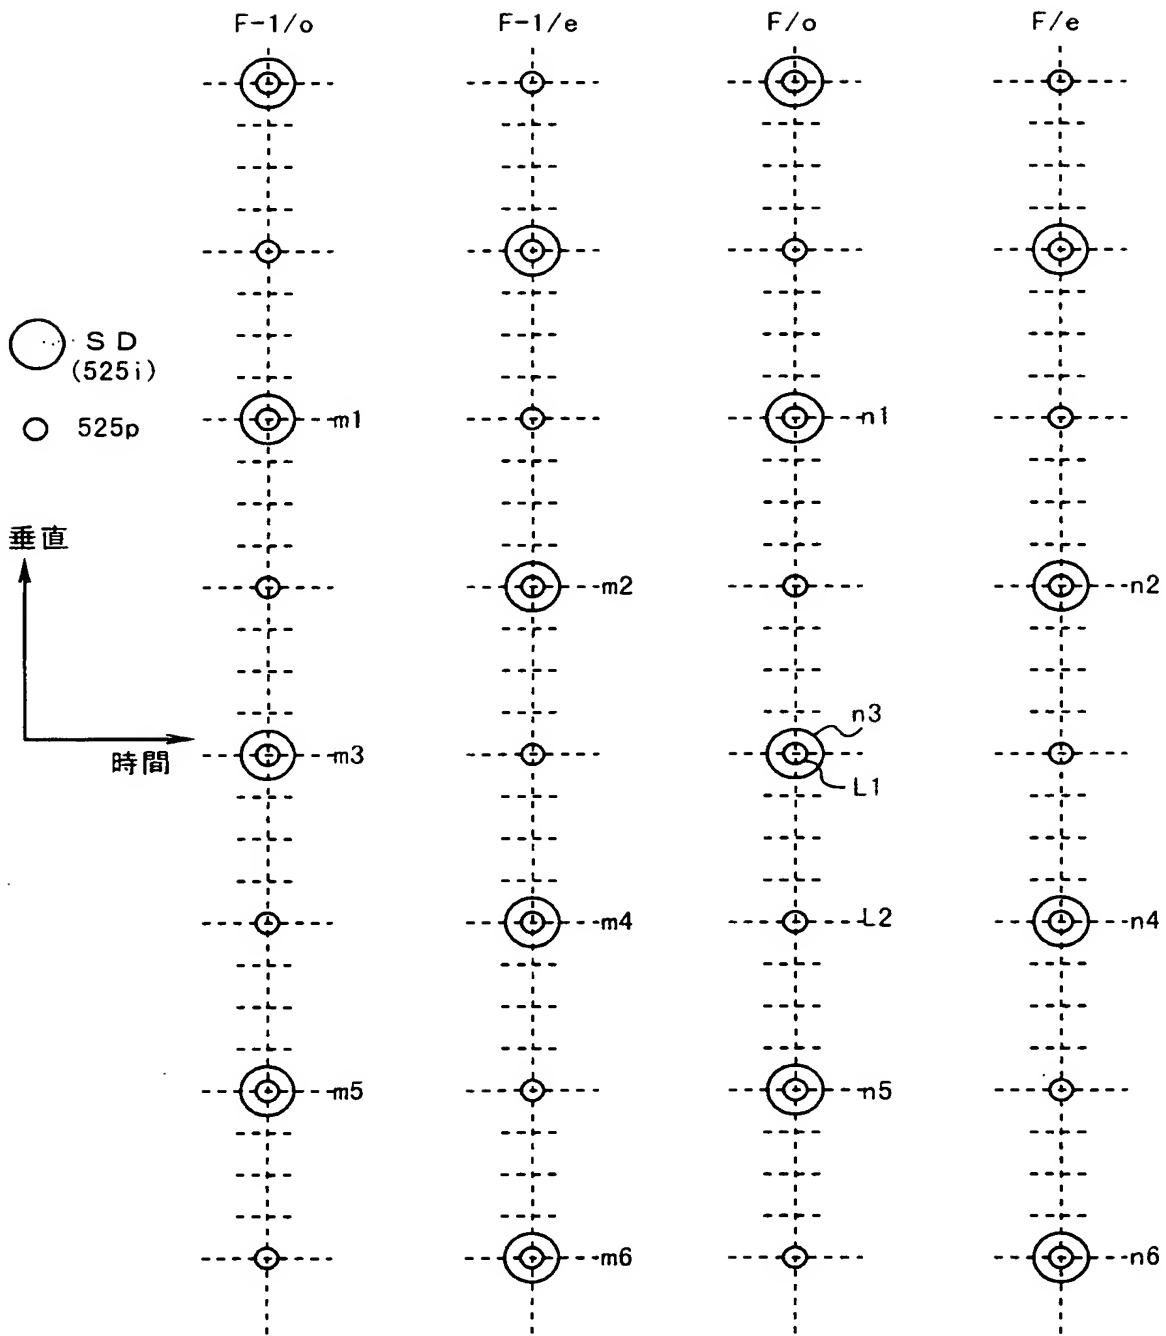 F-1/o F-1/e F/o F/e
SD
(525i)
525p
m1 n1
垂直
m2 n2
n3
時間 m3
L1
m4 L2 n4
m5 n5
m6 n6